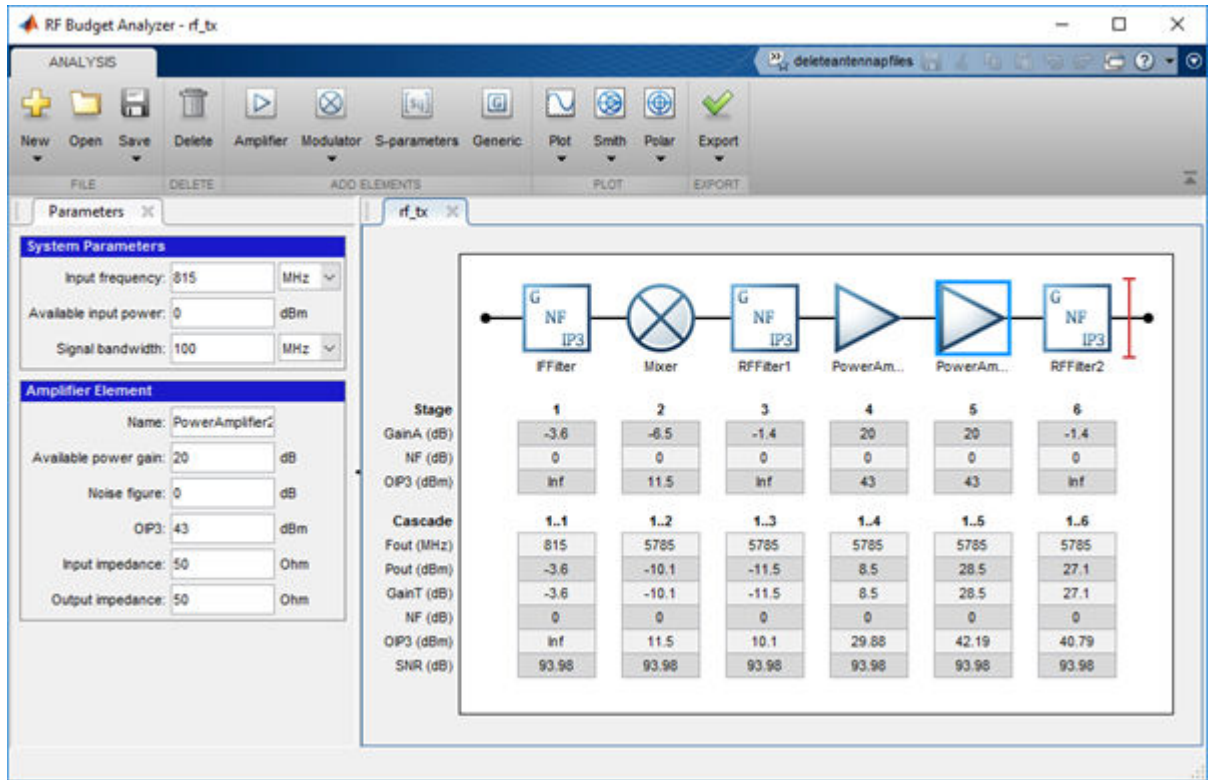 RF Budget Analyzer - rf_tx
ANALYSIS
deleteantennapfiles
New Open Save Delete Amplifier Modulator S-parameters Generic Plot Smith Polar Export
FILE DELETE ADD ELEMENTS PLOT EXPORT
Parameters
System Parameters
Input frequency: 815 MHz
Available input power: 0 dBm
Signal bandwidth: 100 MHz
Amplifier Element
Name: PowerAmplifier2
Available power gain: 20 dB
Noise figure: 0 dB
OIP3: 43 dBm
Input impedance: 50 Ohm
Output impedance: 50 Ohm
rf_tx
G G G
NF NF NF
IP3 IP3 IP3
IFFilter Mixer RFFilter1 PowerAm... PowerAm... RFFilter2
Stage 1 2 3 4 5 6
GainA (dB) -3.6 -6.5 -1.4 20 20 -1.4
NF (dB) 0 0 0 0 0 0
OIP3 (dBm) Inf 11.5 Inf 43 43 Inf
Cascade 1..1 1..2 1..3 1..4 1..5 1..6
Fout (MHz) 815 5785 5785 5785 5785 5785
Pout (dBm) -3.6 -10.1 -11.5 8.5 28.5 27.1
GainT (dB) -3.6 -10.1 -11.5 8.5 28.5 27.1
NF (dB) 0 0 0 0 0 0
OIP3 (dBm) Inf 11.5 10.1 29.88 42.19 40.79
SNR (dB) 93.98 93.98 93.98 93.98 93.98 93.98